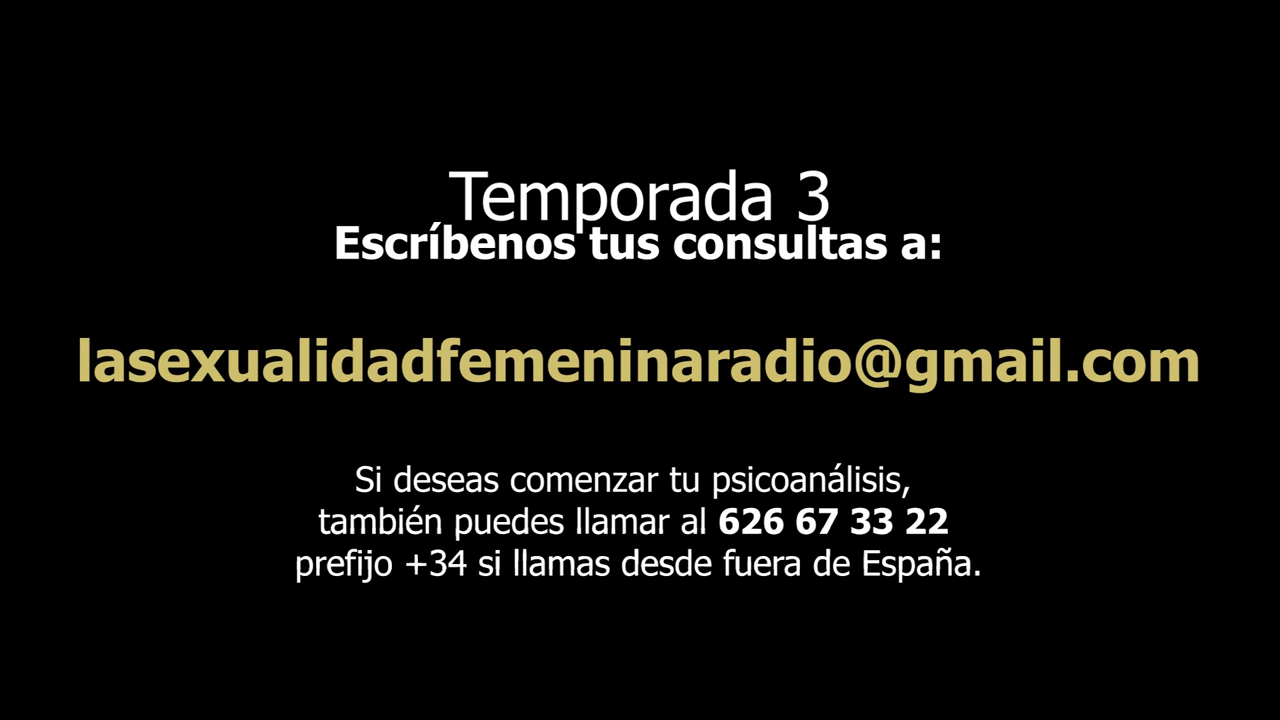 Temporada 3
Escríbenos tus consultas a:
lasexualidadfemeninaradio@gmail.com
Si deseas comenzar tu psicoanálisis,
también puedes llamar al 626 67 33 22
prefijo +34 si llamas desde fuera de España.